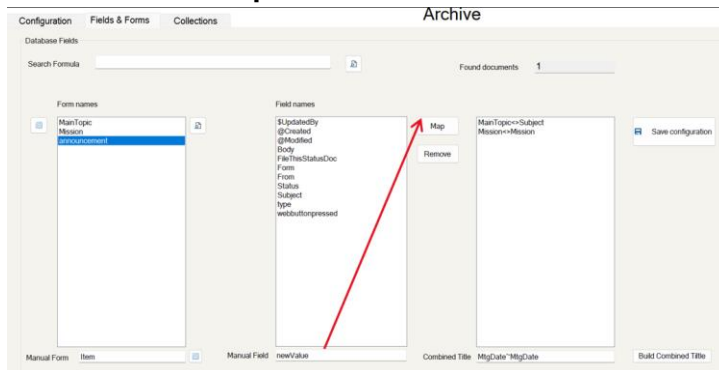 Archive
Configuration Fields & Forms Collections
Database Fields
Search Formula
Found documents 1
Form names
Field names
MainTopic
Mission
announcement
$UpdatedBy
@Created
@Modified
Body
FileThisStatusDoc
Form
From
Status
Subject
type
webbuttonpressed
Map
Remove
MainTopic<>Subject
Mission<>Mission
Save configuration
Manual Form Item
Manual Field newValue
Combined Title MtgDate~MtgDate
Build Combined Tiltle